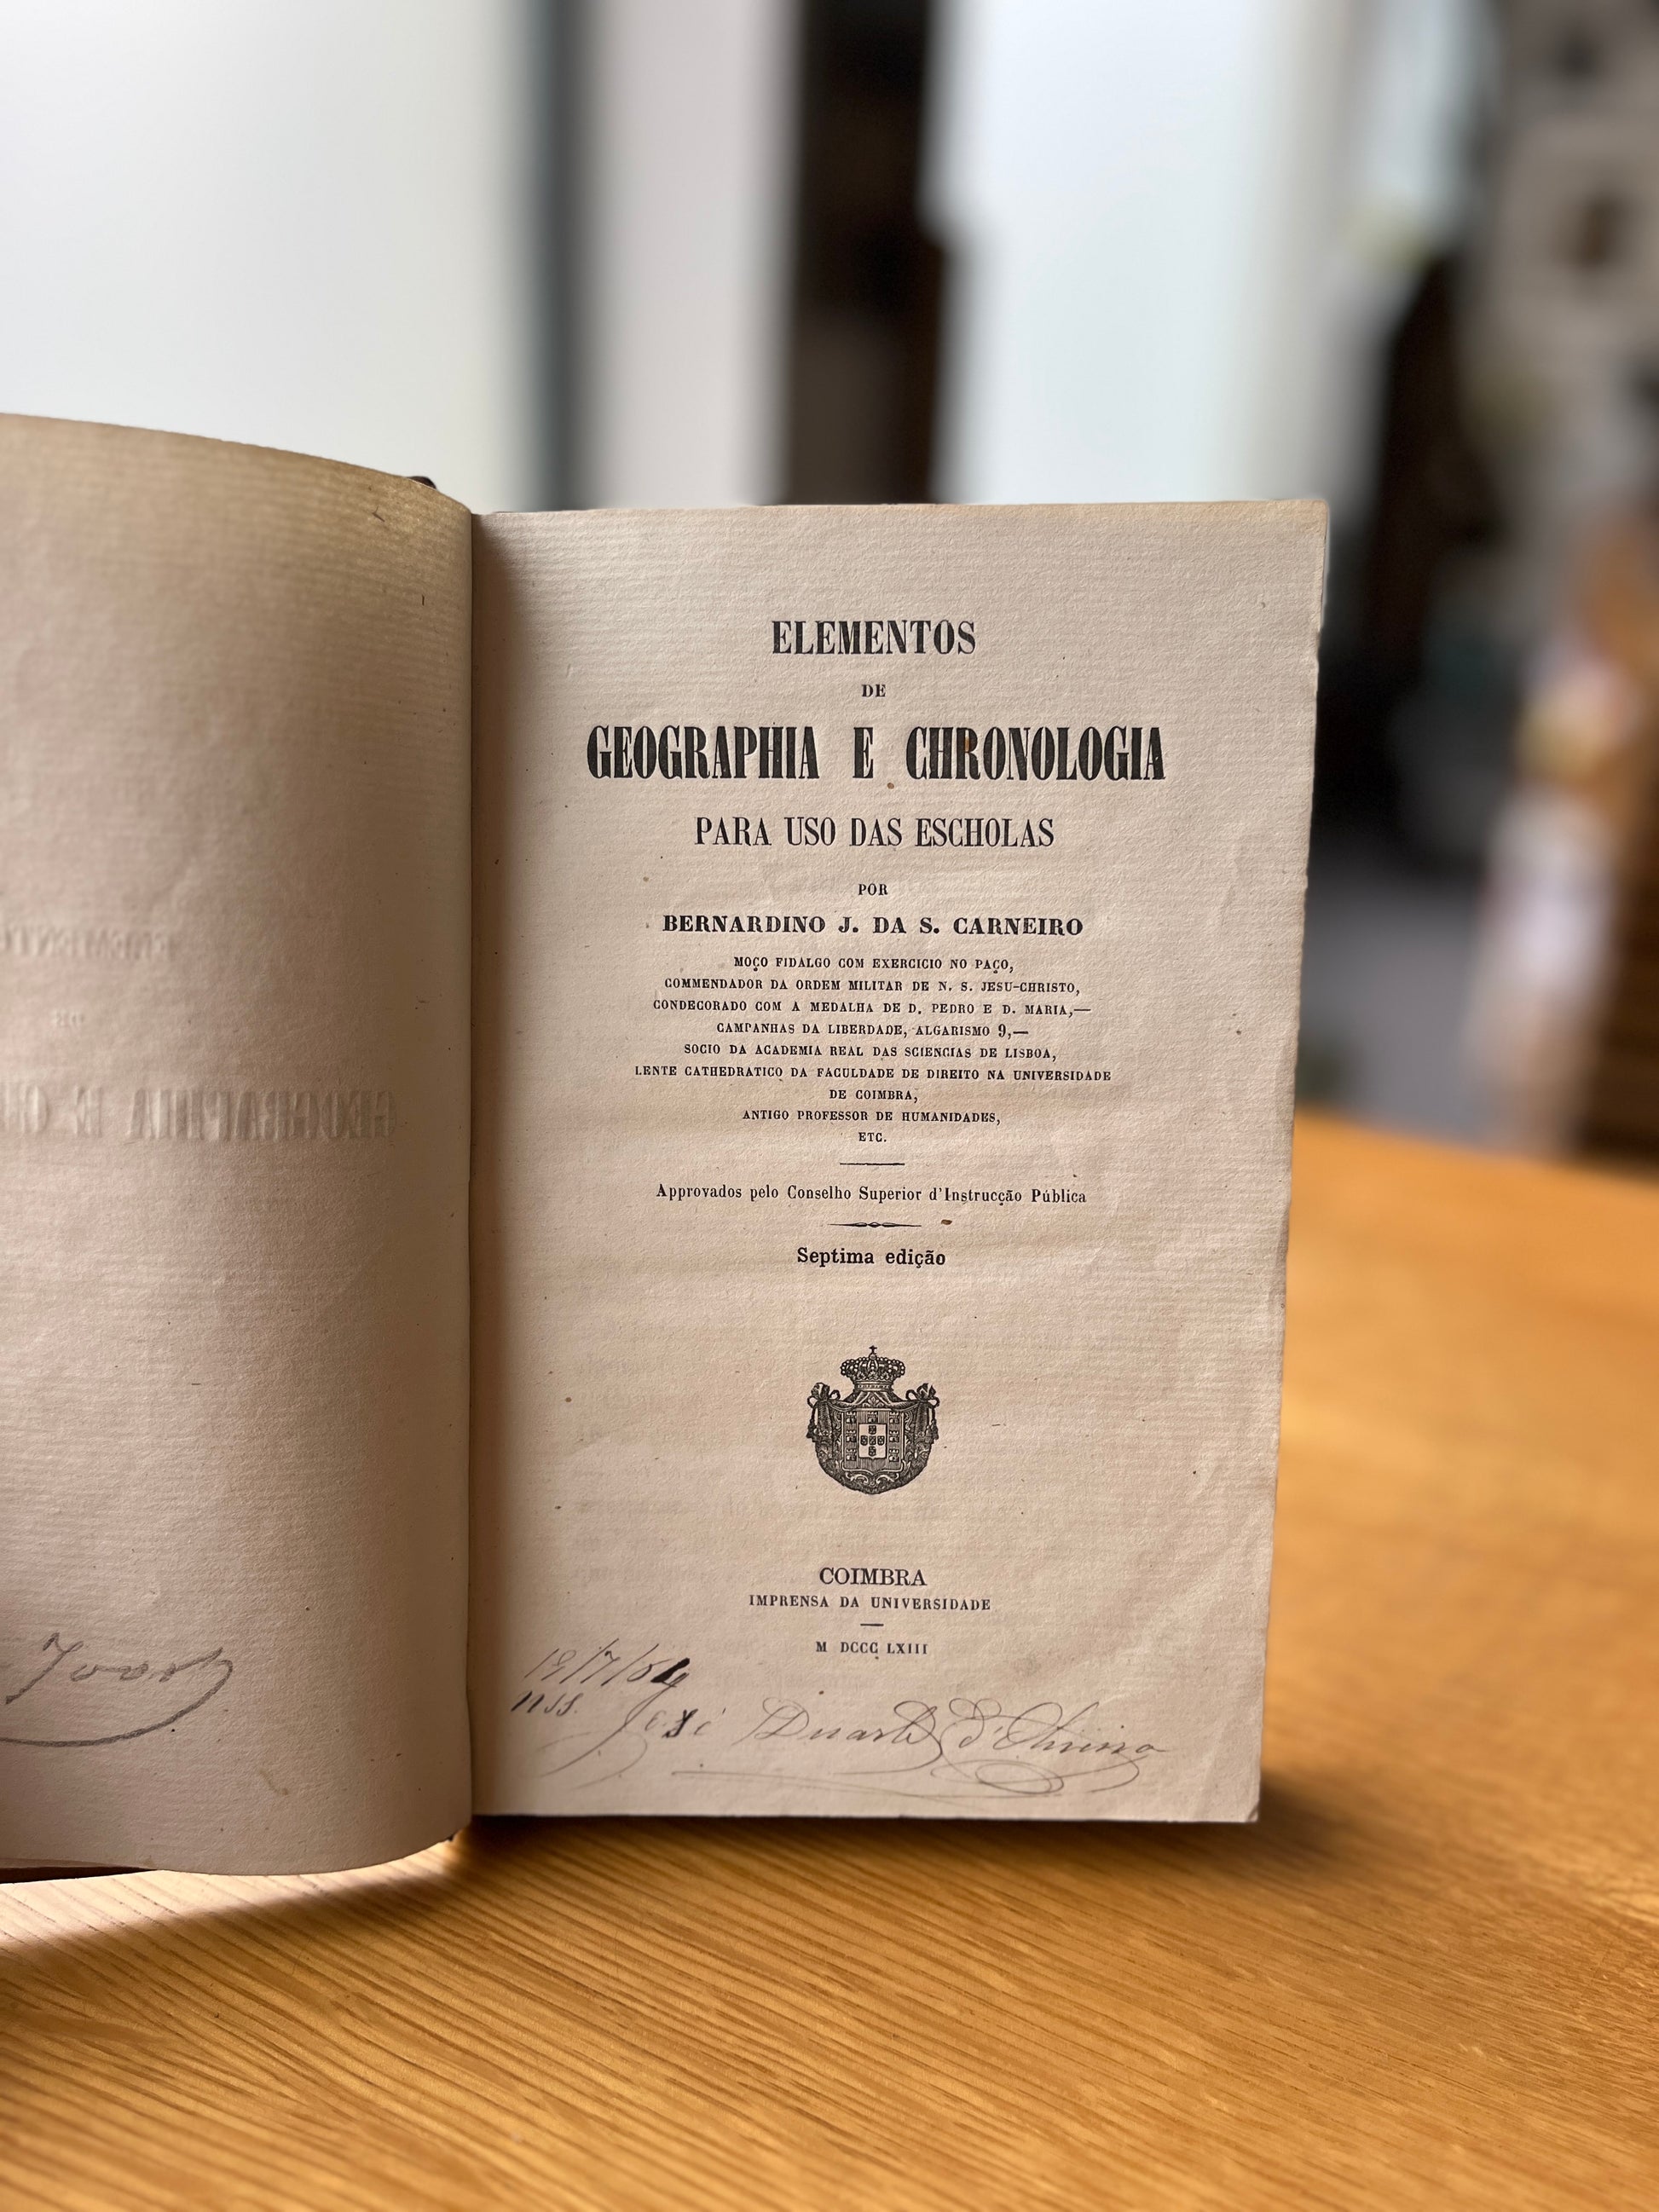 ELEMENTOS
DE
GEOGRAPHIA E CHRONOLOGIA
PARA USO DAS ESCHOLAS
POR
BERNARDINO J. DA S. CARNEIRO
MOÇO FIDALGO COM EXERCICIO NO PAÇO,
COMMENDADOR DA ORDEM MILITAR DE N. S. JESU-CHRISTO,
CONDECORADO COM A MEDALHA DE D. PEDRO E D. MARIA,—
CAMPANHAS DA LIBERDADE, ALGARISMO 9,—
SOCIO DA ACADEMIA REAL DAS SCIENCIAS DE LISBOA,
LENTE CATHEDRATICO DA FACULDADE DE DIREITO NA UNIVERSIDADE
DE COIMBRA,
ANTIGO PROFESSOR DE HUMANIDADES,
ETC.
Approvados pelo Conselho Superior d'Instrucção Pública
Septima edição
COIMBRA
IMPRENSA DA UNIVERSIDADE
M DCCC LXIII
José Duarte d'Oliveira